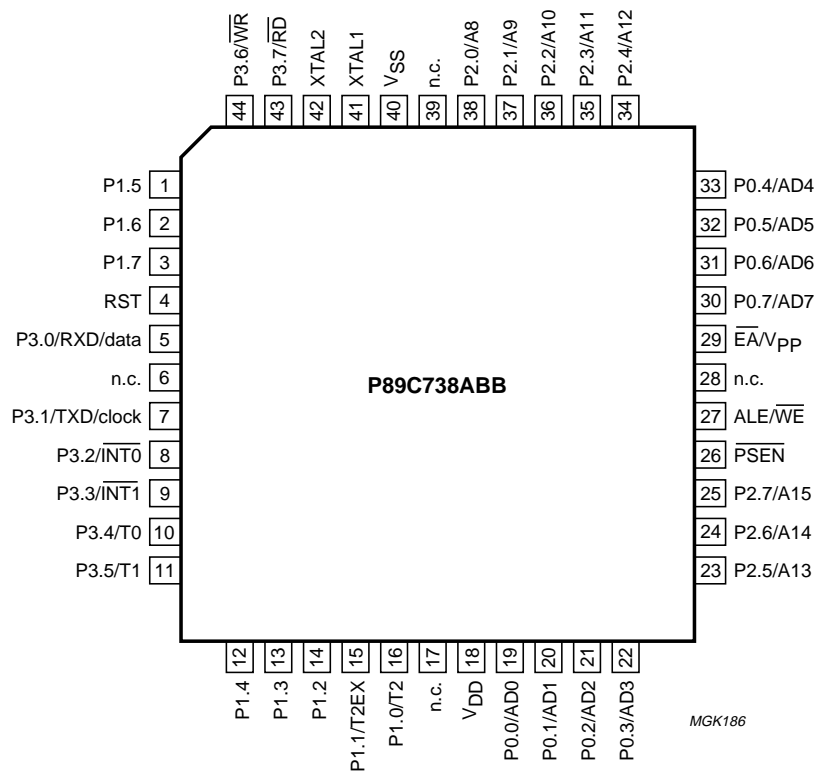 P3.6/W̅R̅
P3.7/R̅D̅
XTAL2
XTAL1
VSS
n.c.
P2.0/A8
P2.1/A9
P2.2/A10
P2.3/A11
P2.4/A12
44 43 42 41 40 39 38 37 36 35 34
P1.5 1
P1.6 2
P1.7 3
RST 4
P3.0/RXD/data 5
n.c. 6
P3.1/TXD/clock 7
P3.2/I̅N̅T̅0̅ 8
P3.3/I̅N̅T̅1̅ 9
P3.4/T0 10
P3.5/T1 11
P89C738ABB
33 P0.4/AD4
32 P0.5/AD5
31 P0.6/AD6
30 P0.7/AD7
29 E̅A̅/VPP
28 n.c.
27 ALE/W̅E̅
26 P̅S̅E̅N̅
25 P2.7/A15
24 P2.6/A14
23 P2.5/A13
12 13 14 15 16 17 18 19 20 21 22
P1.4
P1.3
P1.2
P1.1/T2EX
P1.0/T2
n.c.
VDD
P0.0/AD0
P0.1/AD1
P0.2/AD2
P0.3/AD3
MGK186